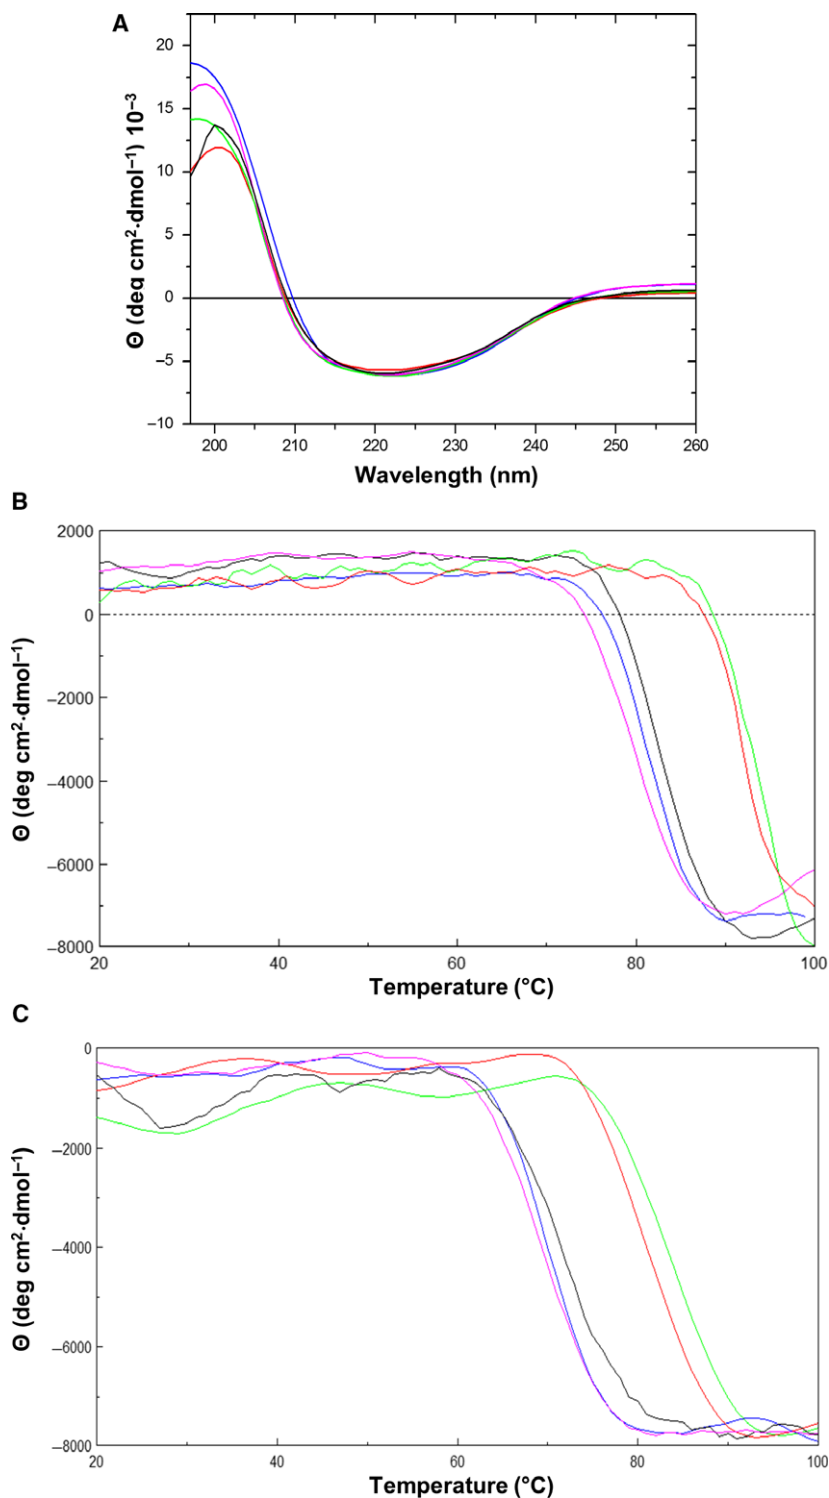 A
Θ (deg cm²·dmol⁻¹) 10⁻³
20
15
10
5
0
–5
–10
200 210 220 230 240 250 260
Wavelength (nm)
B
Θ (deg cm²·dmol⁻¹)
2000
0
–2000
–4000
–6000
–8000
20 40 60 80 100
Temperature (°C)
C
Θ (deg cm²·dmol⁻¹)
0
–2000
–4000
–6000
–8000
20 40 60 80 100
Temperature (°C)